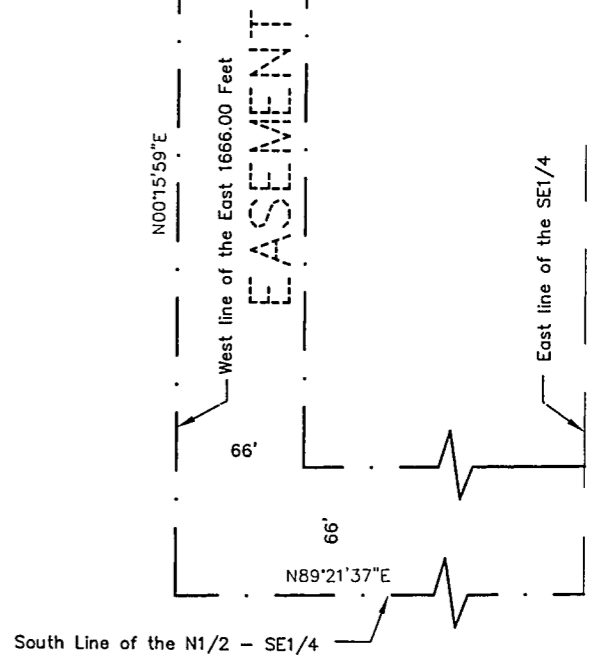 N00°15'59"E
West line of the East 1666.00 Feet
EASEMENT
East line of the SE1/4
66'
66'
N89°21'37"E
South Line of the N1/2 – SE1/4